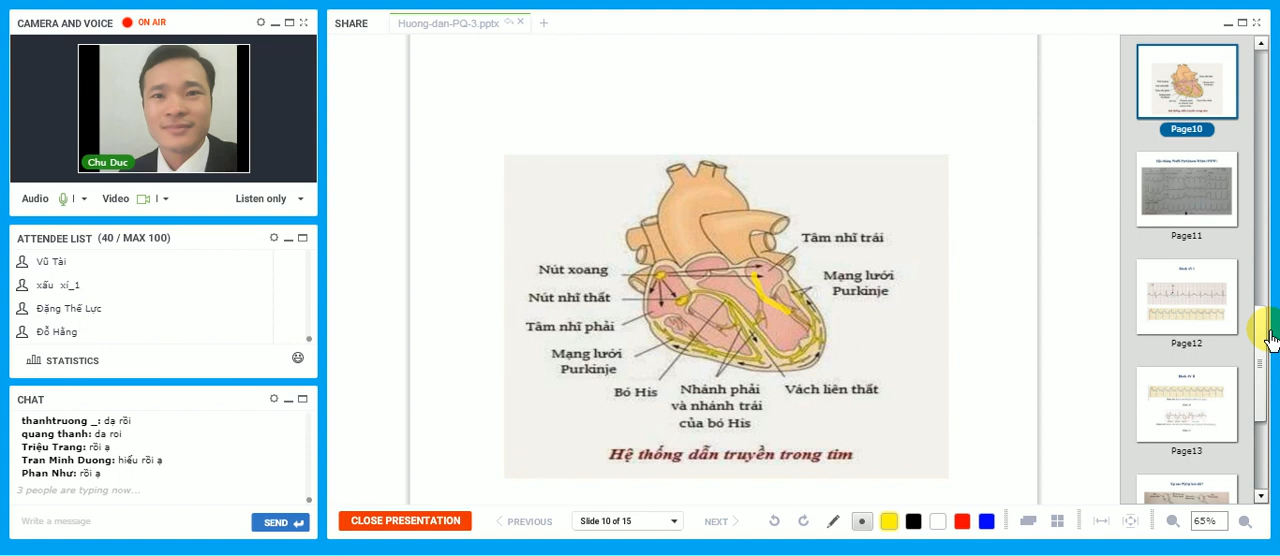 CAMERA AND VOICE ON AIR
Chu Duc
Audio Video Listen only
ATTENDEE LIST (40 / MAX 100)
Vũ Tài
xấu xí_1
Đặng Thế Lực
Đỗ Hằng
STATISTICS
CHAT
thanhtruong _: dạ rồi
quang thanh: da roi
Triệu Trang: rồi ạ
Tran Minh Duong: hiểu rồi ạ
Phan Như: rồi ạ
3 people are typing now...
Write a message SEND
SHARE Huong-dan-PQ-3.pptx
Tâm nhĩ trái
Nút xoang
Mạng lưới
Purkinje
Nút nhĩ thất
Tâm nhĩ phải
Mạng lưới
Purkinje
Bó His
Nhánh phải
và nhánh trái
của bó His
Vách liên thất
Hệ thống dẫn truyền trong tim
CLOSE PRESENTATION PREVIOUS Slide 10 of 15 NEXT 65%
Page10
Page11
Page12
Page13